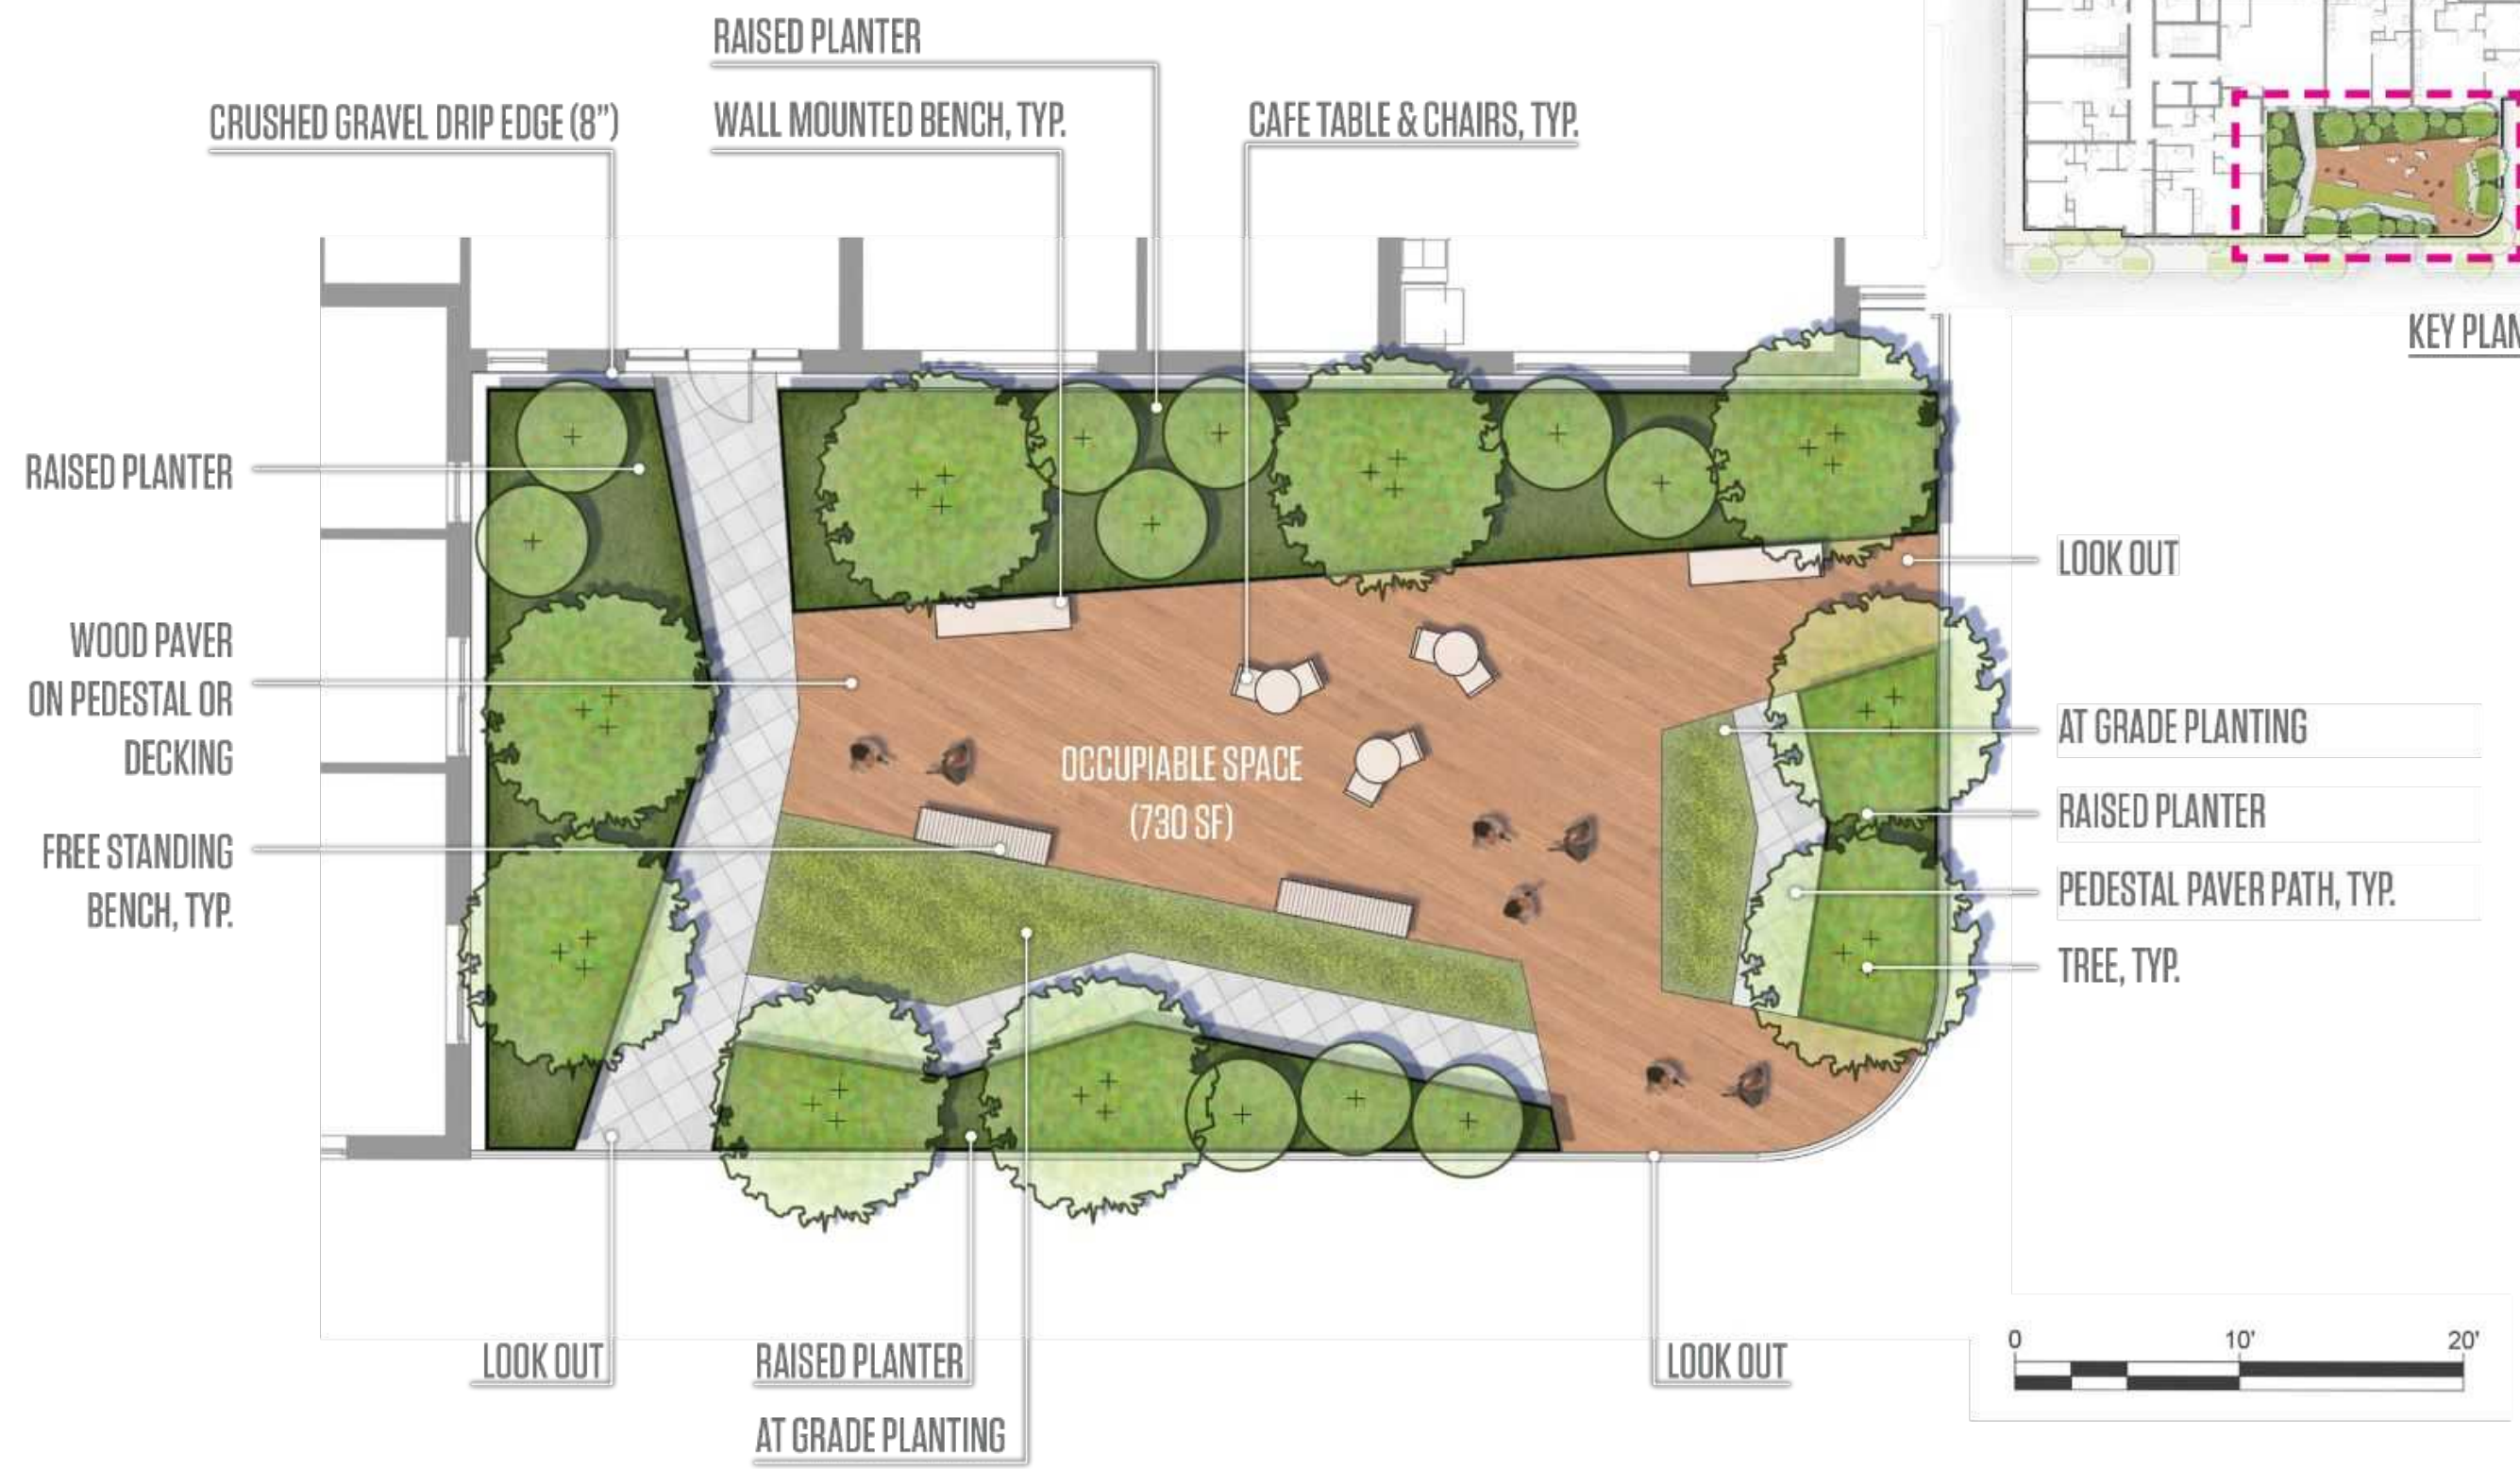 RAISED PLANTER
CRUSHED GRAVEL DRIP EDGE (8”)
WALL MOUNTED BENCH, TYP.
CAFE TABLE & CHAIRS, TYP.
KEY PLAN
RAISED PLANTER
WOOD PAVER
ON PEDESTAL OR
DECKING
FREE STANDING
BENCH, TYP.
OCCUPIABLE SPACE
(730 SF)
LOOK OUT
AT GRADE PLANTING
RAISED PLANTER
PEDESTAL PAVER PATH, TYP.
TREE, TYP.
LOOK OUT
RAISED PLANTER
AT GRADE PLANTING
LOOK OUT
0 10' 20'